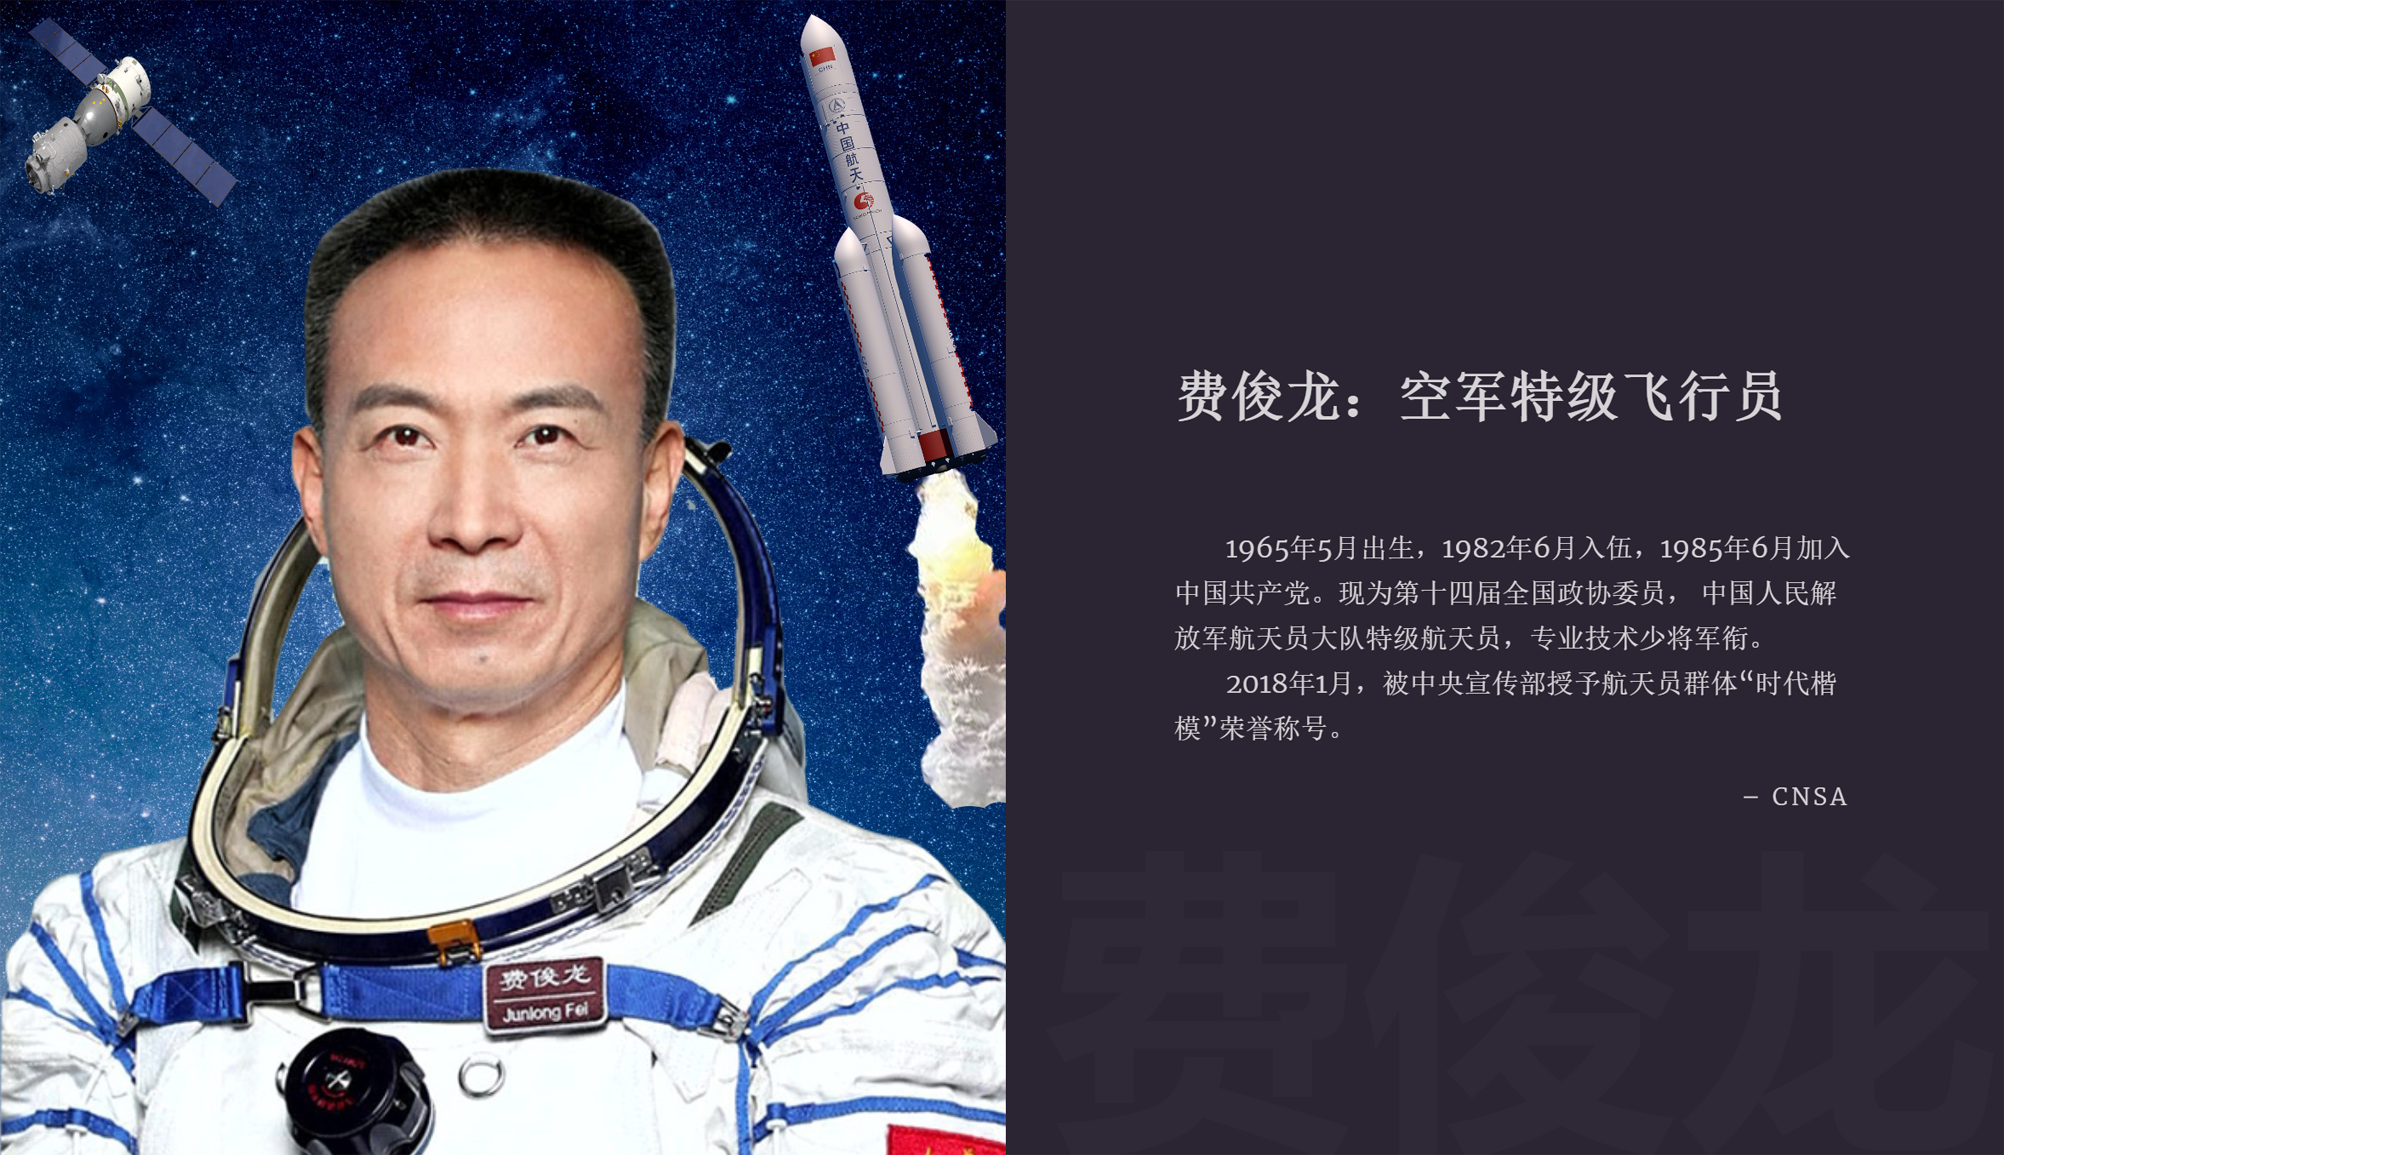 CHN
中国航天
费俊龙
Junlong Fei
费俊龙：空军特级飞行员
1965年5月出生，1982年6月入伍，1985年6月加入
中国共产党。现为第十四届全国政协委员， 中国人民解
放军航天员大队特级航天员，专业技术少将军衔。
2018年1月，被中央宣传部授予航天员群体“时代楷
模”荣誉称号。
– CNSA
费俊龙